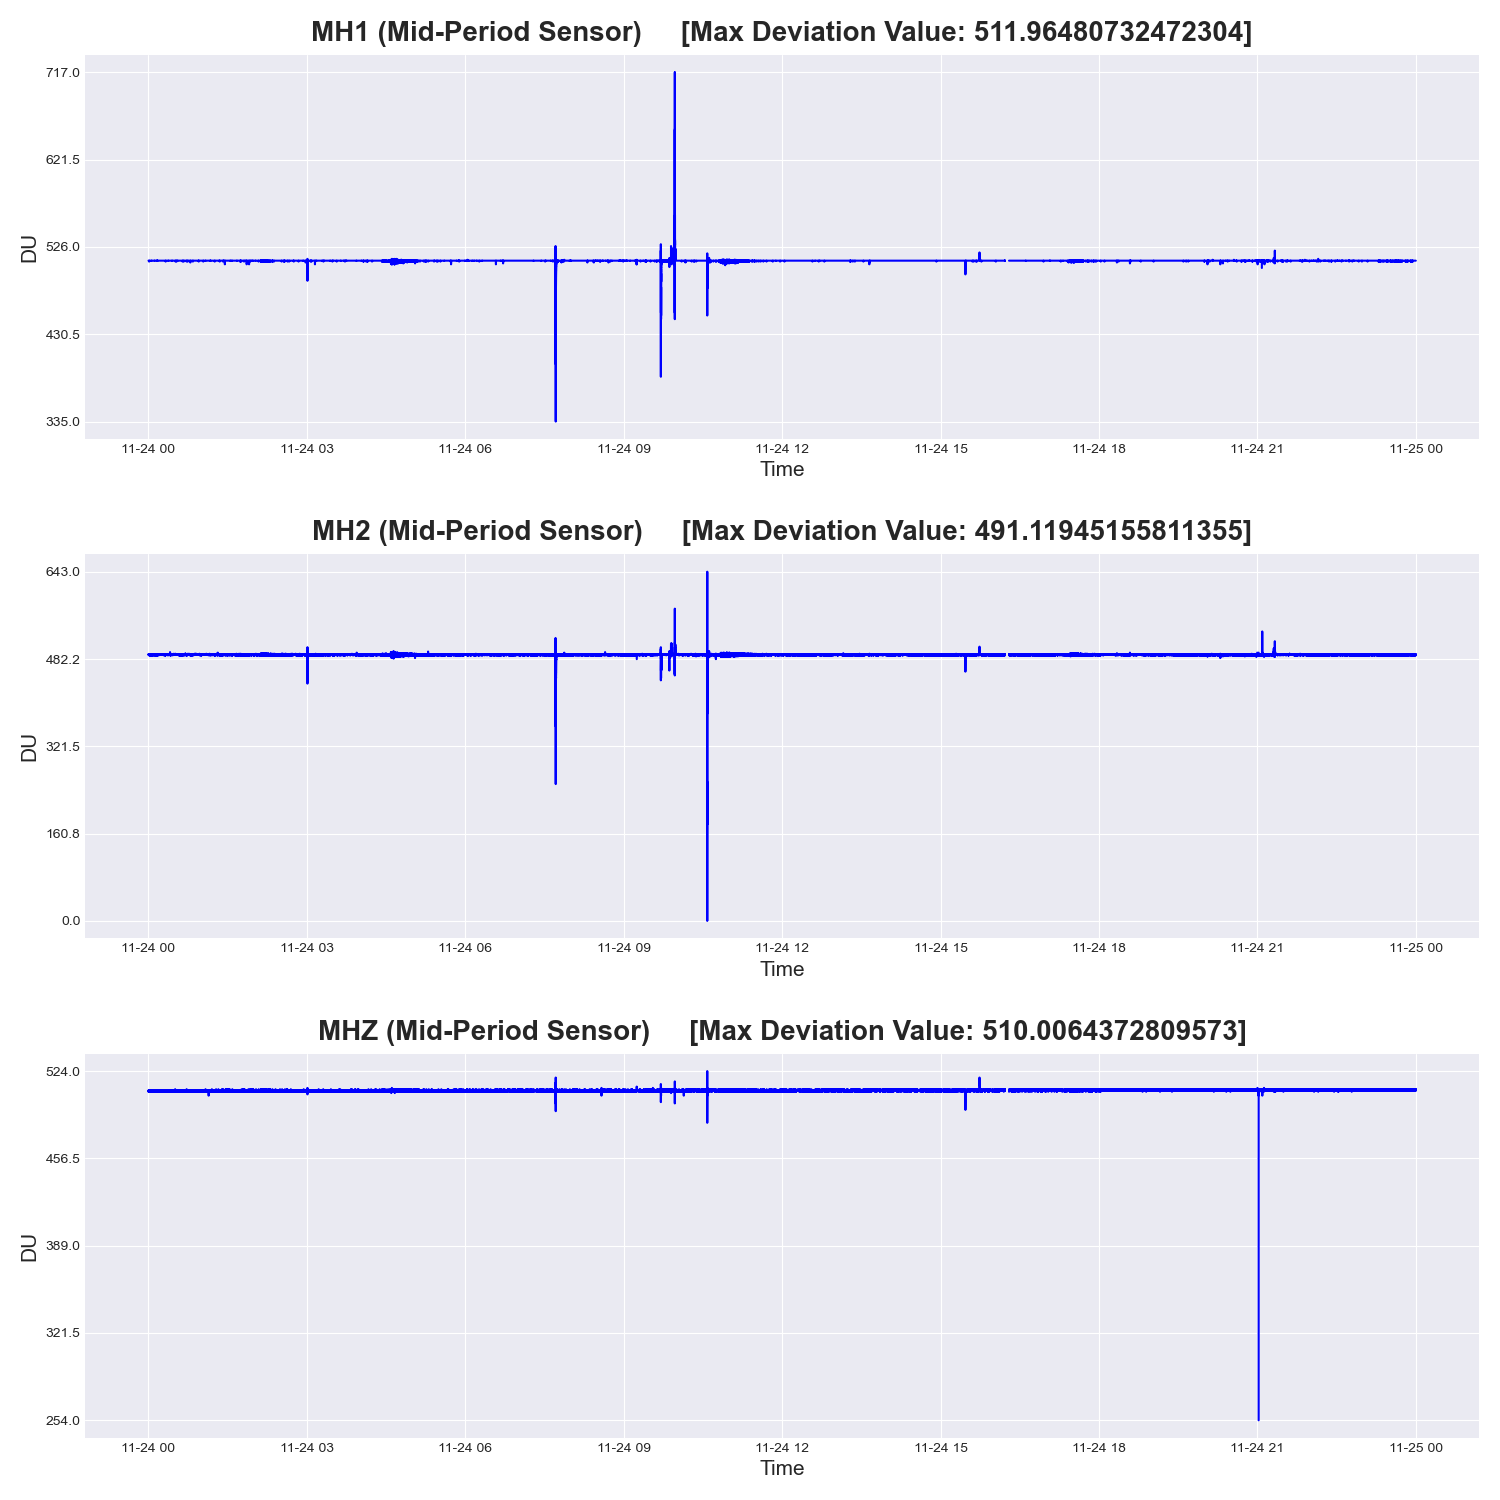 MH1 (Mid-Period Sensor) [Max Deviation Value: 511.96480732472304]
717.0
621.5
526.0
430.5
335.0
DU
11-24 00 11-24 03 11-24 06 11-24 09 11-24 12 11-24 15 11-24 18 11-24 21 11-25 00
Time
MH2 (Mid-Period Sensor) [Max Deviation Value: 491.11945155811355]
643.0
482.2
321.5
160.8
0.0
DU
11-24 00 11-24 03 11-24 06 11-24 09 11-24 12 11-24 15 11-24 18 11-24 21 11-25 00
Time
MHZ (Mid-Period Sensor) [Max Deviation Value: 510.0064372809573]
524.0
456.5
389.0
321.5
254.0
DU
11-24 00 11-24 03 11-24 06 11-24 09 11-24 12 11-24 15 11-24 18 11-24 21 11-25 00
Time